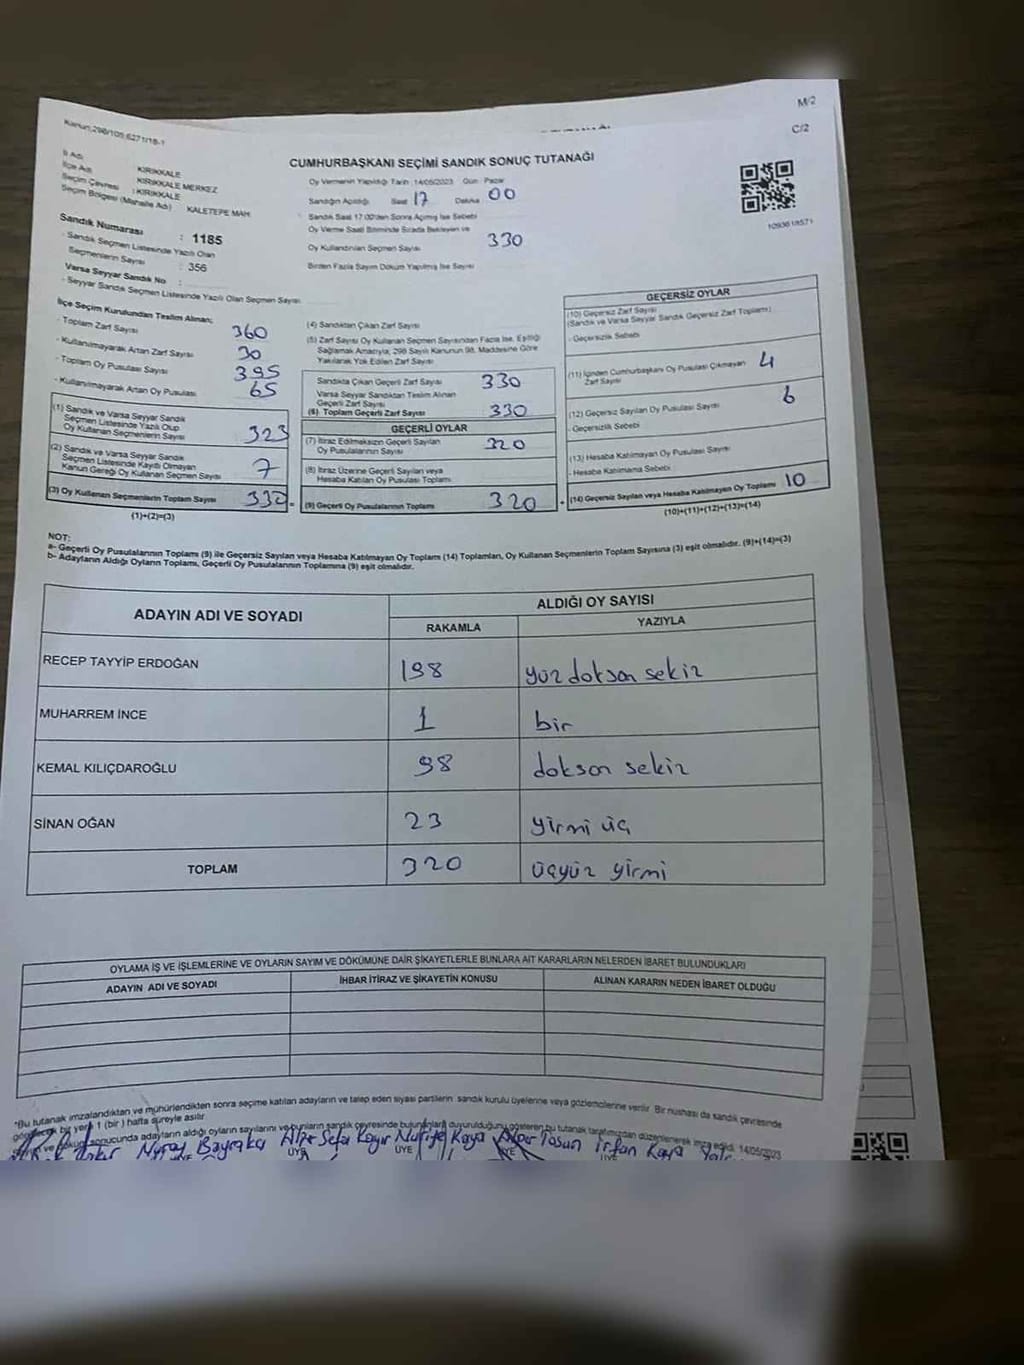 M/2
C/2
Kanun:298/105;6271/18-1
CUMHURBAŞKANI SEÇİMİ SANDIK SONUÇ TUTANAĞI
İl Adı KIRIKKALE
İlçe Adı KIRIKKALE MERKEZ
Seçim Çevresi : KIRIKKALE
Seçim Bölgesi (Mahalle Adı) KALETEPE MAH.
Sandık Numarası : 1185
- Sandık Seçmen Listesinde Yazılı Olan
Seçmenlerin Sayısı : 356
Varsa Seyyar Sandık No :
- Seyyar Sandık Seçmen Listesinde Yazılı Olan Seçmen Sayısı
Oy Vermenin Yapıldığı Tarih :14/05/2023 Gün : Pazar
Sandığın Açıldığı Saat 17 Dakika 00
Sandık Saat 17:00'den Sonra Açılmış İse Sebebi
Oy Verme Saati Bitiminde Sırada Bekleyen ve
Oy Kullandırılan Seçmen Sayısı 330
Birden Fazla Sayım Döküm Yapılmış İse Sayısı
İlçe Seçim Kurulundan Teslim Alınan;
- Toplam Zarf Sayısı 360
- Kullanılmayarak Artan Zarf Sayısı 30
- Toplam Oy Pusulası Sayısı 395
- Kullanılmayarak Artan Oy Pusulası 65
(1) Sandık ve Varsa Seyyar Sandık
Seçmen Listesinde Yazılı Olup
Oy Kullanan Seçmenlerin Sayısı 323
(2) Sandık ve Varsa Seyyar Sandık
Seçmen Listesinde Kayıtlı Olmayan
Kanun Gereği Oy Kullanan Seçmen Sayısı 7
(3) Oy Kullanan Seçmenlerin Toplam Sayısı 330 =
(1)+(2)=(3)
(4) Sandıktan Çıkan Zarf Sayısı
(5) Zarf Sayısı Oy Kullanan Seçmen Sayısından Fazla İse, Eşitliği
Sağlamak Amacıyla, 298 Sayılı Kanunun 98. Maddesine Göre
Yakılarak Yok Edilen Zarf Sayısı
Sandıkta Çıkan Geçerli Zarf Sayısı 330
Varsa Seyyar Sandıktan Teslim Alınan
Geçerli Zarf Sayısı
(6) Toplam Geçerli Zarf Sayısı 330
GEÇERLİ OYLAR
(7) İtiraz Edilmeksizin Geçerli Sayılan
Oy Pusulasının Sayısı 320
(8) İtiraz Üzerine Geçerli Sayılan veya
Hesaba Katılan Oy Pusulası Toplamı
(9) Geçerli Oy Pusulalarının Toplamı 320 +
GEÇERSİZ OYLAR
(10) Geçersiz Zarf Sayısı
(Sandık ve Varsa Seyyar Sandık Geçersiz Zarf Toplamı)
- Geçersizlik Sebebi
(11) İçinden Cumhurbaşkanı Oy Pusulası Çıkmayan
Zarf Sayısı 4
(12) Geçersiz Sayılan Oy Pusulası Sayısı 6
- Geçersizlik Sebebi
(13) Hesaba Katılmayan Oy Pusulası Sayısı
- Hesaba Katılmama Sebebi
(14) Geçersiz Sayılan veya Hesaba Katılmayan Oy Toplamı 10
(10)+(11)+(12)+(13)=(14)
NOT:
a- Geçerli Oy Pusulalarının Toplamı (9) ile Geçersiz Sayılan veya Hesaba Katılmayan Oy Toplamı (14) Toplamları, Oy Kullanan Seçmenlerin Toplam Sayısına (3) eşit olmalıdır. (9)+(14)=(3)
b- Adayların Aldığı Oyların Toplamı, Geçerli Oy Pusulalarının Toplamına (9) eşit olmalıdır.
ADAYIN ADI VE SOYADI ALDIĞI OY SAYISI
RAKAMLA YAZIYLA
RECEP TAYYİP ERDOĞAN 198 yüz doksan sekiz
MUHARREM İNCE 1 bir
KEMAL KILIÇDAROĞLU 98 doksan sekiz
SİNAN OĞAN 23 yirmi üç
TOPLAM 320 üçyüz yirmi
OYLAMA İŞ VE İŞLEMLERİNE VE OYLARIN SAYIM VE DÖKÜMÜNE DAİR ŞİKAYETLERLE BUNLARA AİT KARARLARIN NELERDEN İBARET BULUNDUKLARI
ADAYIN ADI VE SOYADI İHBAR İTİRAZ VE ŞİKAYETİN KONUSU ALINAN KARARIN NEDEN İBARET OLDUĞU
*Bu tutanak imzalandıktan ve mühürlendikten sonra seçime katılan adayların ve talep eden siyasi partilerin sandık kurulu üyelerine veya gözlemcilerine verilir. Bir nüshası da sandık çevresinde
bir yere 1 (bir) hafta süreyle asılır.
sonucunda adayların aldığı oyların sayılarını ve bunların sandık çevresinde bulunanlara duyurulduğunu gösteren bu tutanak tarafımızdan düzenlenerek imza edildi. 14/05/2023
Bayrakcı Alper Sefa Kayır Nuriye Kaya Alper Tosun İrfan Kaya
ÜYE ÜYE ÜYE ÜYE